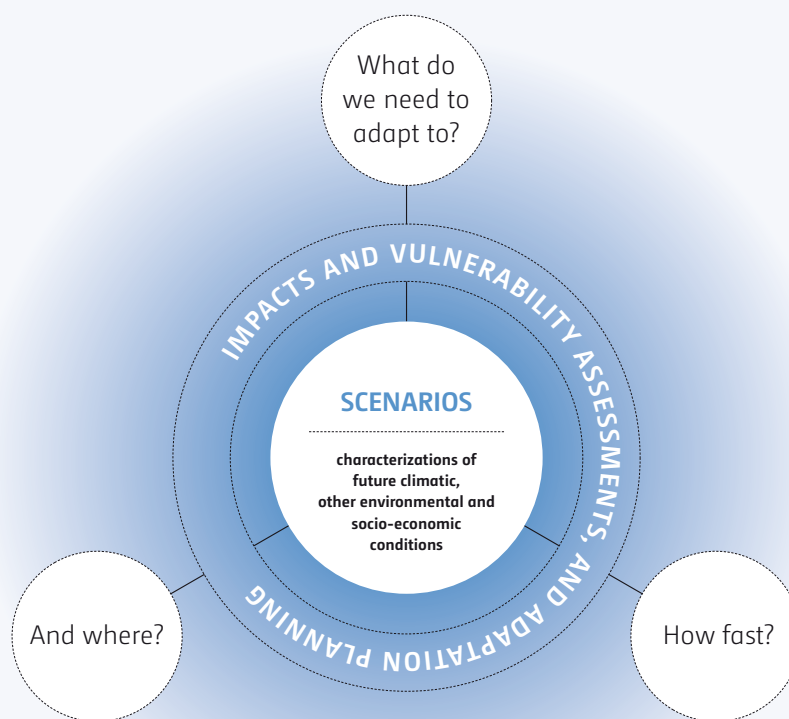 What do
we need to
adapt to?
IMPACTS AND VULNERABILITY ASSESSMENTS, AND ADAPTATION PLANNING
SCENARIOS
characterizations of
future climatic,
other environmental and
socio-economic
conditions
And where?
How fast?